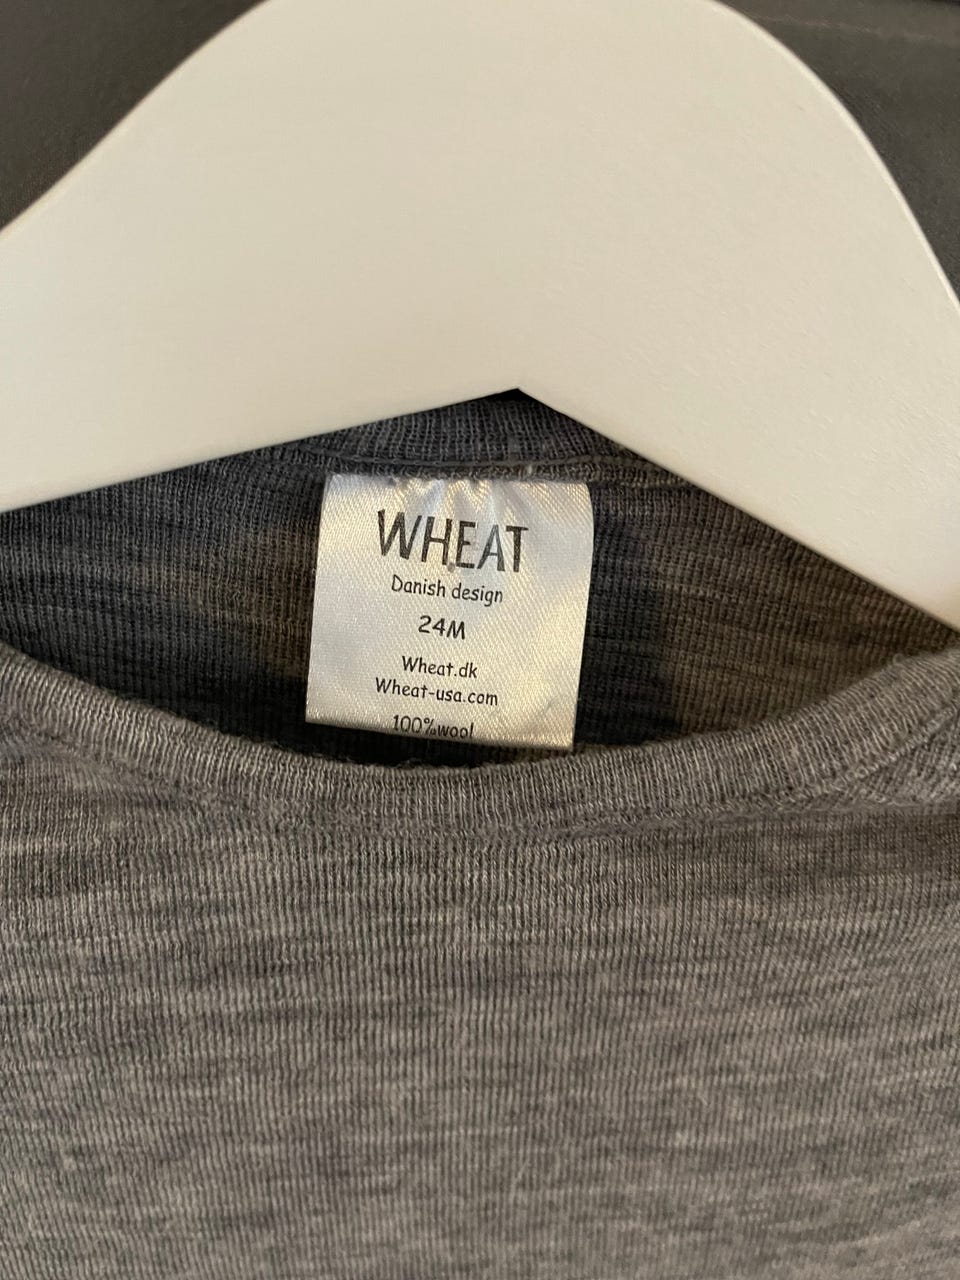 WHEAT
Danish design
24M
Wheat.dk
Wheat-usa.com
100%wool